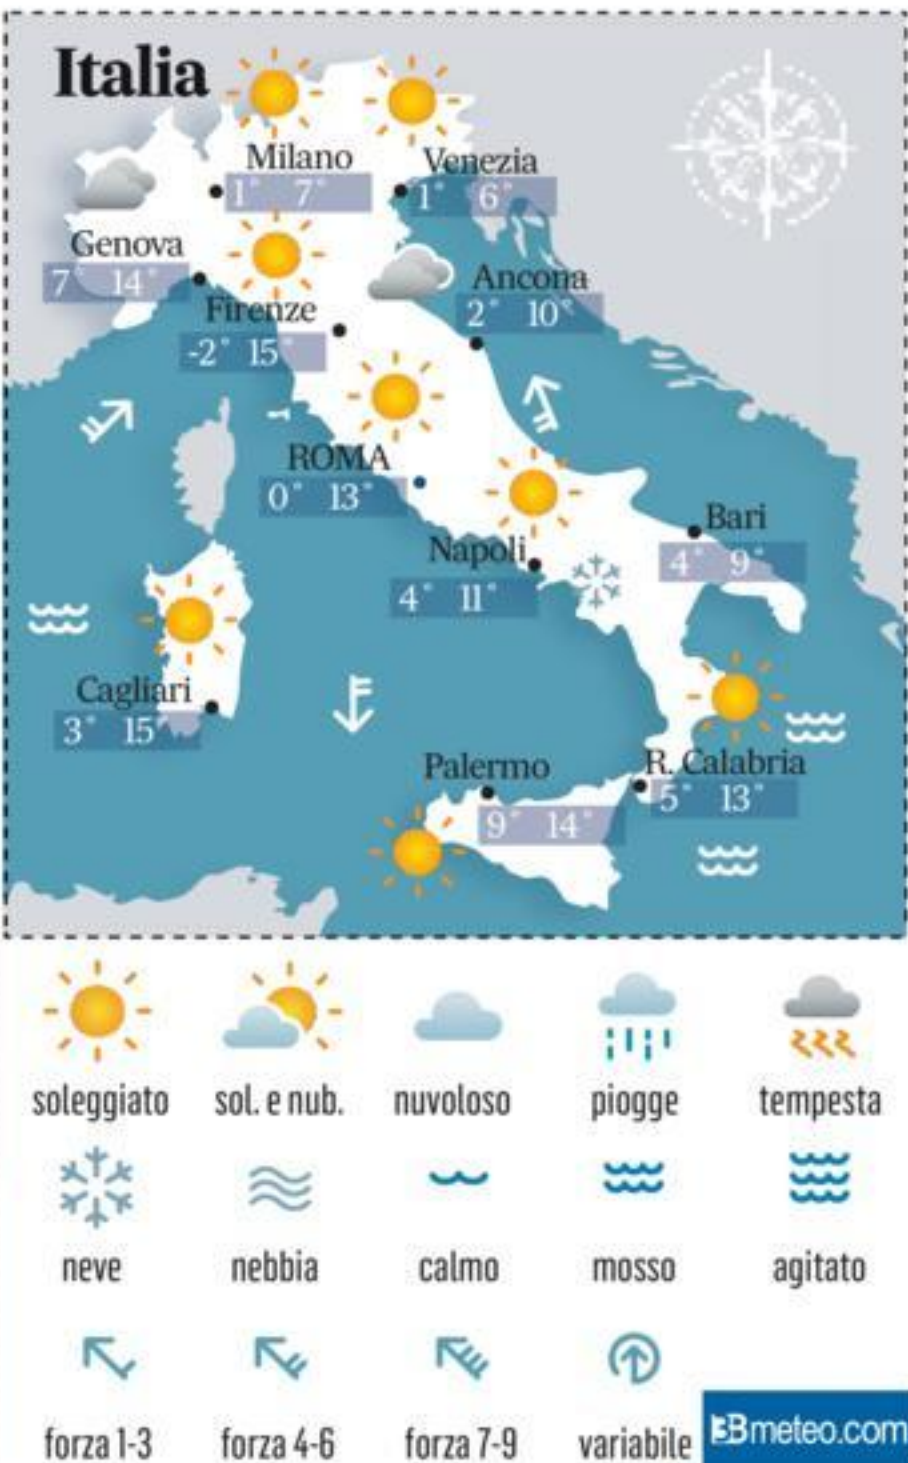 Italia
Milano
1° 7°
Venezia
1° 6°
Genova
7° 14°
Ancona
2° 10°
Firenze
-2° 15°
ROMA
0° 13°
Bari
4° 9°
Napoli
4° 11°
Cagliari
3° 15°
Palermo
9° 14°
R. Calabria
5° 13°
soleggiato sol. e nub. nuvoloso piogge tempesta
neve nebbia calmo mosso agitato
forza 1-3 forza 4-6 forza 7-9 variabile
3Bmeteo.com